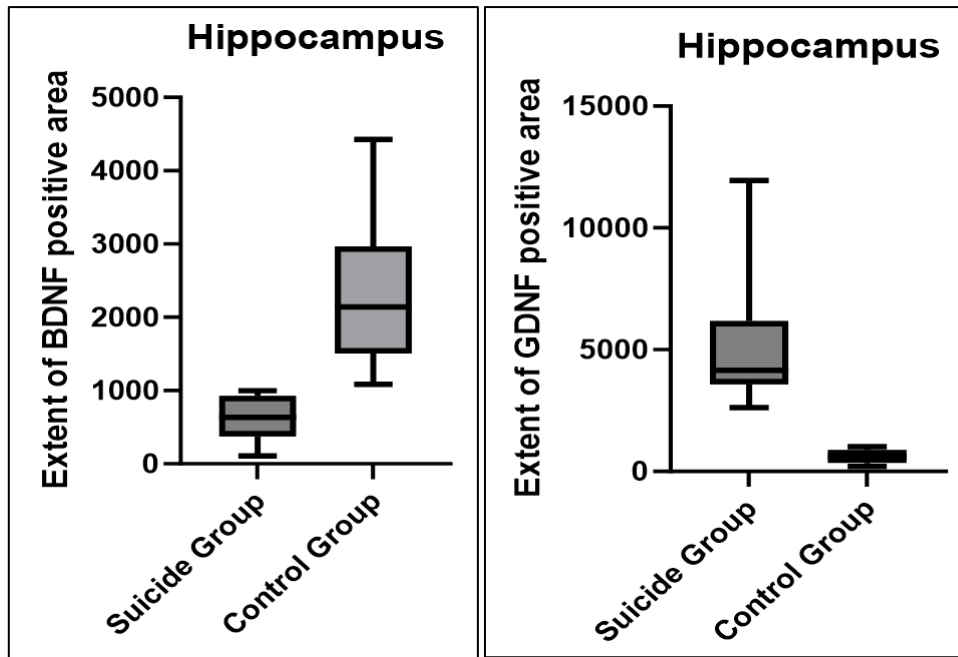 Hippocampus
Extent of BDNF positive area
5000
4000
3000
2000
1000
0
Suicide Group
Control Group
Hippocampus
Extent of GDNF positive area
15000
10000
5000
0
Suicide Group
Control Group